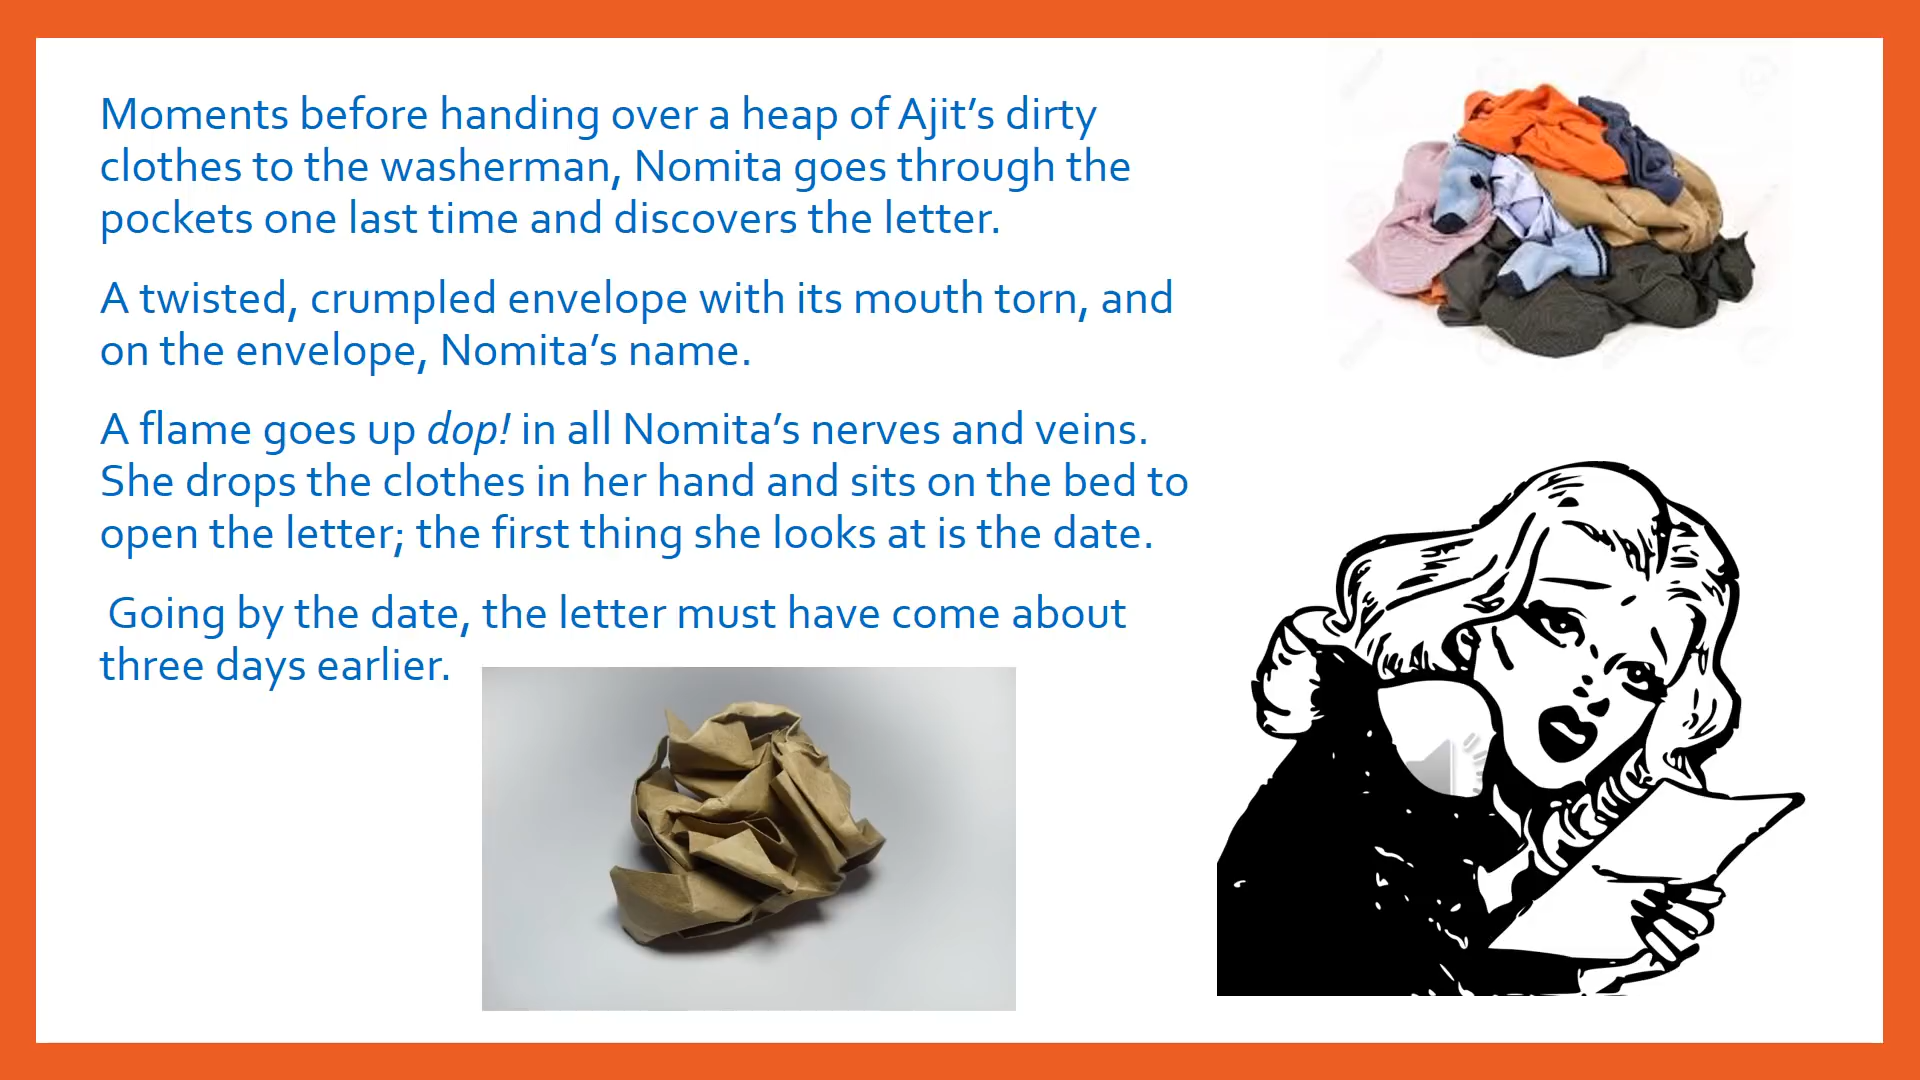 Moments before handing over a heap of Ajit’s dirty
clothes to the washerman, Nomita goes through the
pockets one last time and discovers the letter.
A twisted, crumpled envelope with its mouth torn, and
on the envelope, Nomita’s name.
A flame goes up dop! in all Nomita’s nerves and veins.
She drops the clothes in her hand and sits on the bed to
open the letter; the first thing she looks at is the date.
Going by the date, the letter must have come about
three days earlier.